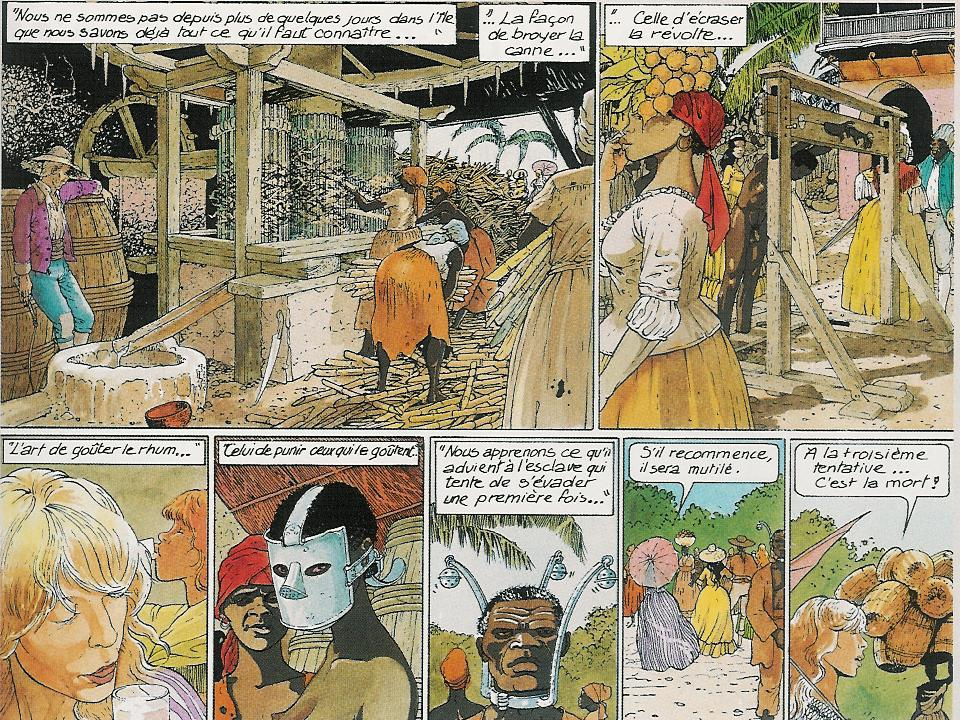 "Nous ne sommes pas depuis plus de quelques jours dans l'île
que nous savons déjà tout ce qu'il faut connaître... "
".. La façon
de broyer la
canne..."
"... Celle d'écraser
la révolte...
"L'art de goûter le rhum..."
"Celui de punir ceux qui le goûtent."
"Nous apprenons ce qu'il
advient à l'esclave qui
tente de s'évader
une première fois..."
S'il recommence,
il sera mutilé.
A la troisième
tentative ...
C'est la mort !